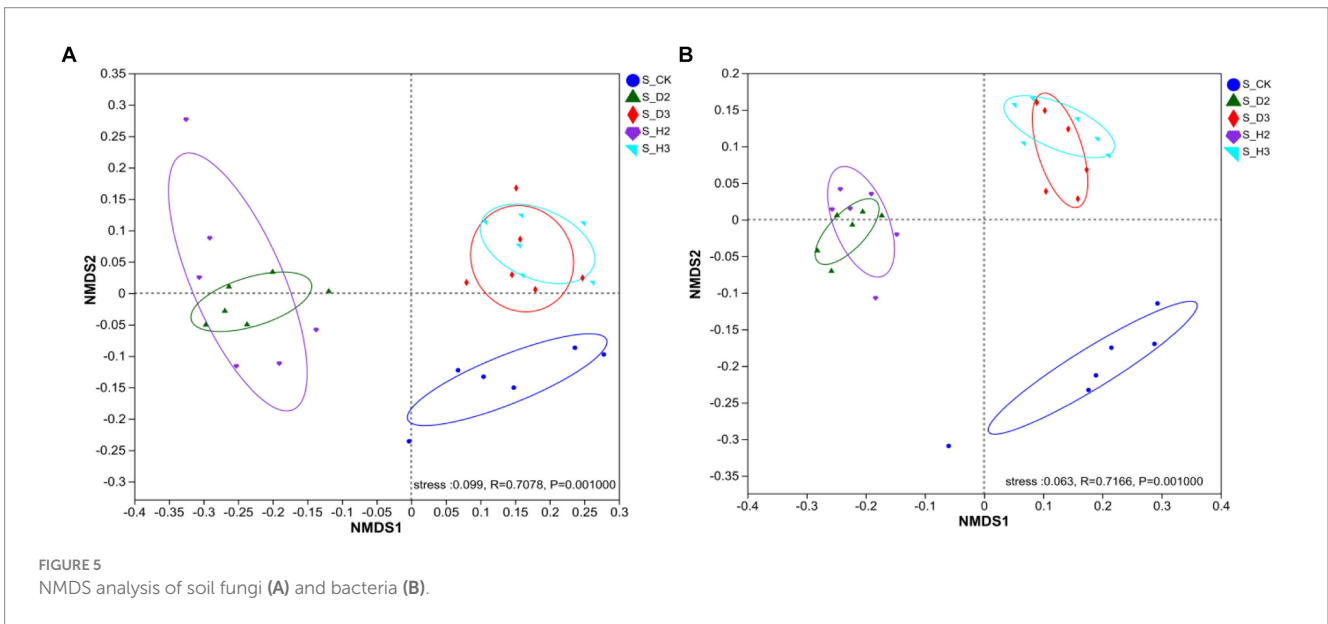 A
0.35
0.3
0.25
0.2
0.15
0.1
0.05
0
-0.05
-0.1
-0.15
-0.2
-0.25
-0.3
NMDS2
-0.4 -0.35 -0.3 -0.25 -0.2 -0.15 -0.1 -0.05 0 0.05 0.1 0.15 0.2 0.25 0.3
NMDS1
stress :0.099, R=0.7078, P=0.001000
S_CK
S_D2
S_D3
S_H2
S_H3
B
0.2
0.15
0.1
0.05
0
-0.05
-0.1
-0.15
-0.2
-0.25
-0.3
-0.35
NMDS2
-0.4 -0.3 -0.2 -0.1 0 0.1 0.2 0.3 0.4
NMDS1
stress :0.063, R=0.7166, P=0.001000
S_CK
S_D2
S_D3
S_H2
S_H3
FIGURE 5
NMDS analysis of soil fungi (A) and bacteria (B).